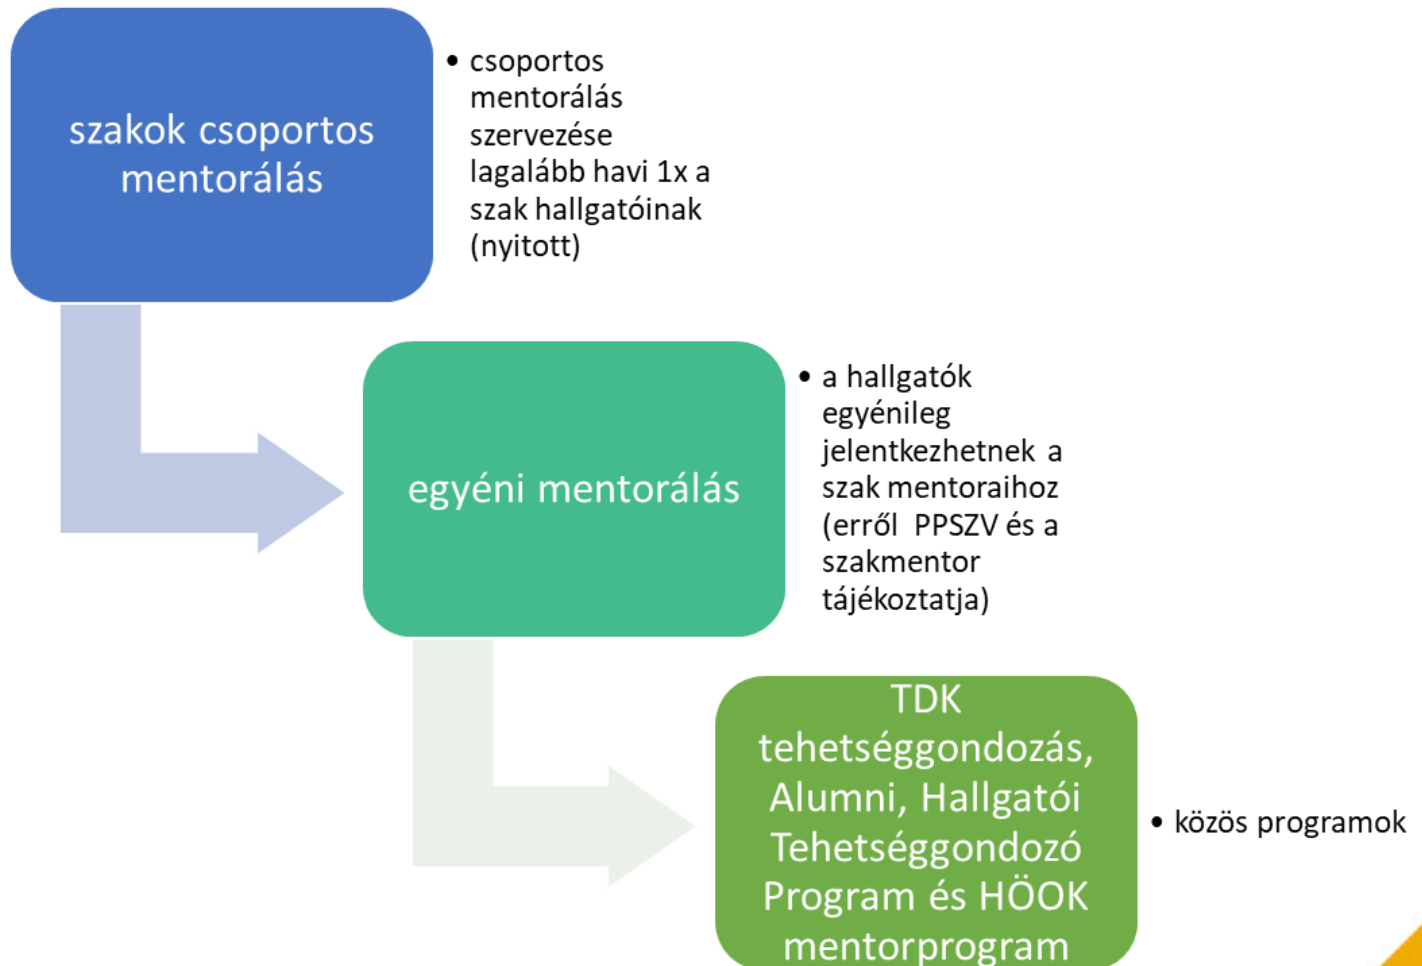 szakok csoportos
mentorálás
• csoportos
mentorálás
szervezése
lagalább havi 1x a
szak hallgatóinak
(nyitott)
egyéni mentorálás
• a hallgatók
egyénileg
jelentkezhetnek a
szak mentoraihoz
(erről PPSZV és a
szakmentor
tájékoztatja)
TDK
tehetséggondozás,
Alumni, Hallgatói
Tehetséggondozó
Program és HÖOK
mentorprogram
• közös programok